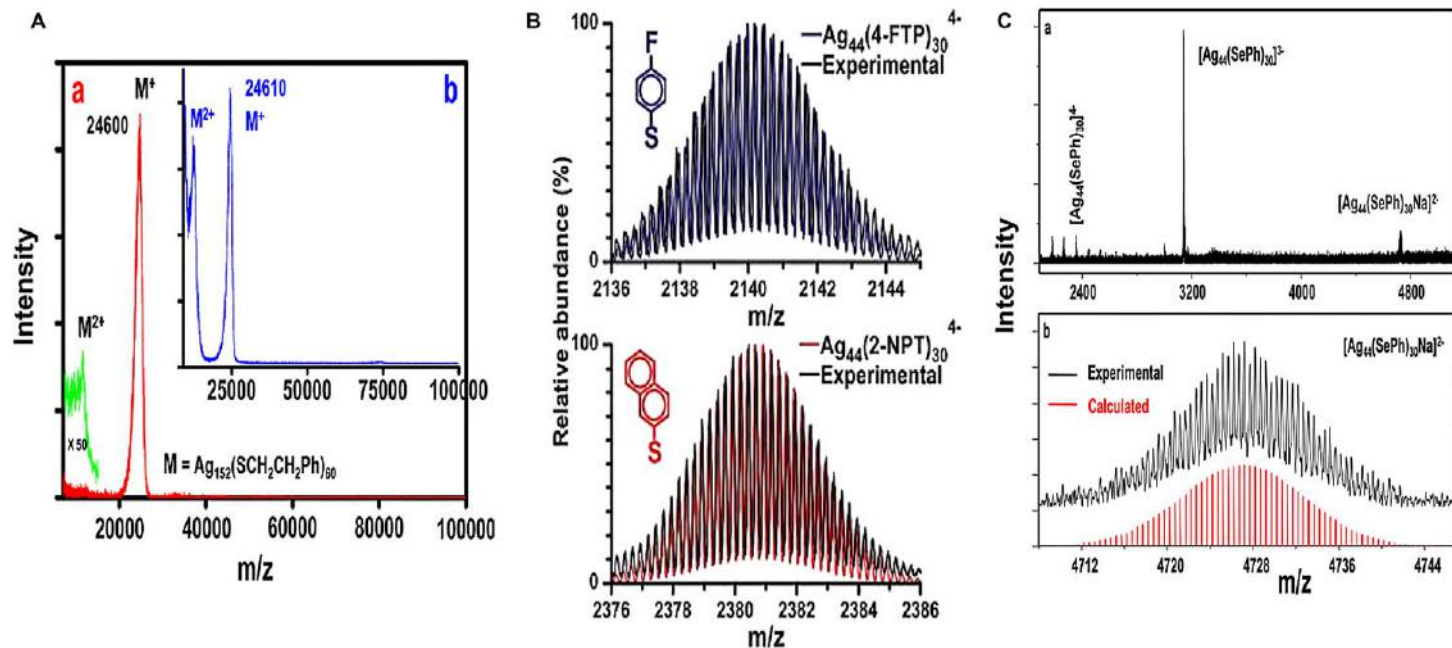 A
a
M⁺
24600
M²⁺
x 50
M = Ag₁₅₂(SCH₂CH₂Ph)₆₀
Intensity
20000 40000 60000 80000 100000
m/z
b
24610
M²⁺ M⁺
25000 50000 75000 100000
B
Relative abundance (%)
100
0
F
S
Ag₄₄(4-FTP)₃₀ 4-
Experimental
2136 2138 2140 2142 2144
m/z
100
0
S
Ag₄₄(2-NPT)₃₀ 4-
Experimental
2376 2378 2380 2382 2384 2386
m/z
C
Intensity
a
[Ag₄₄(SePh)₃₀]⁴⁻
[Ag₄₄(SePh)₃₀]³⁻
[Ag₄₄(SePh)₃₀Na]²⁻
2400 3200 4000 4800
b
[Ag₄₄(SePh)₃₀Na]²⁻
Experimental
Calculated
4712 4720 4728 4736 4744
m/z